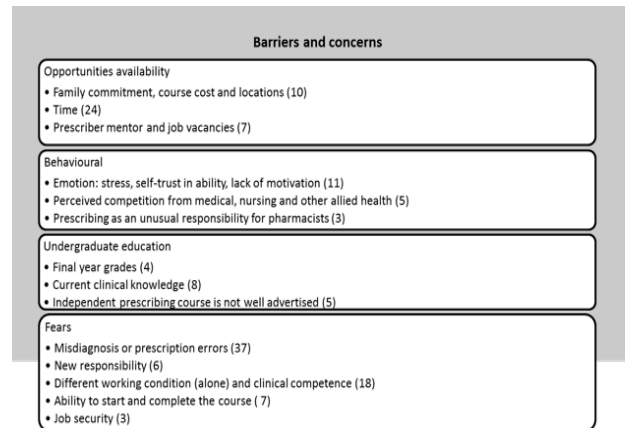 Barriers and concerns
Opportunities availability
• Family commitment, course cost and locations (10)
• Time (24)
• Prescriber mentor and job vacancies (7)
Behavioural
• Emotion: stress, self-trust in ability, lack of motivation (11)
• Perceived competition from medical, nursing and other allied health (5)
• Prescribing as an unusual responsibility for pharmacists (3)
Undergraduate education
• Final year grades (4)
• Current clinical knowledge (8)
• Independent prescribing course is not well advertised (5)
Fears
• Misdiagnosis or prescription errors (37)
• New responsibility (6)
• Different working condition (alone) and clinical competence (18)
• Ability to start and complete the course ( 7)
• Job security (3)